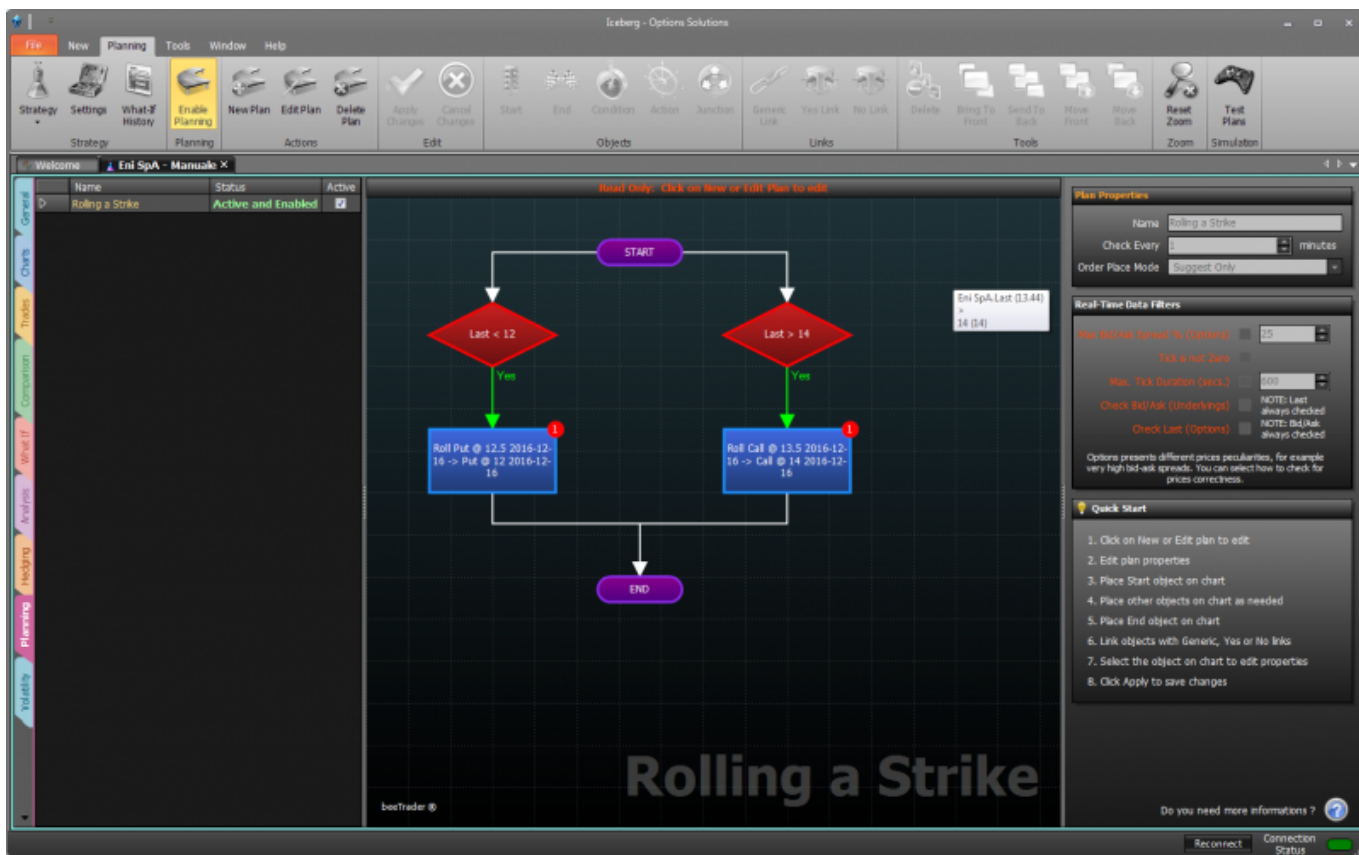 Iceberg - Options Solutions
File New Planning Tools Window Help
Strategy Settings What-If History Enable Planning New Plan Edit Plan Delete Plan Apply Changes Cancel Changes Start End Condition Action Junction Generic Link Yes Link No Link Delete Bring To Front Send To Back Move Front Move Back Reset Zoom Test Plans
Strategy Planning Actions Edit Objects Links Tools Zoom Simulation
Welcome Eni SpA - Manuale
Name Status Active
Rolling a Strike Active and Enabled
General
Charts
Trades
Comparison
What If
Analysis
Hedging
Planning
Volatility
Read Only: Click on New or Edit Plan to edit
START
Last < 12
Last > 14
Eni SpA.Last (13.44)
>
14 (14)
Yes
Yes
1
1
Roll Put @ 12.5 2016-12-
16 -> Put @ 12 2016-12-
16
Roll Call @ 13.5 2016-12-
16 -> Call @ 14 2016-12-
16
END
Rolling a Strike
beeTrader ®
Plan Properties
Name Rolling a Strike
Check Every 1 minutes
Order Place Mode Suggest Only
Real-Time Data Filters
Max Bid/Ask spread % (Options) 25
Tick is not Zero
Max. Tick Duration (secs.) 600
Check Bid/Ask (Underlyings) NOTE: Last
always checked
Check Last (Options) NOTE: Bid/Ask
always checked
Options presents different prices peculiarities, for example
very high bid-ask spreads. You can select how to check for
prices correctness.
Quick Start
1. Click on New or Edit plan to edit
2. Edit plan properties
3. Place Start object on chart
4. Place other objects on chart as needed
5. Place End object on chart
6. Link objects with Generic, Yes or No links
7. Select the object on chart to edit properties
8. Click Apply to save changes
Do you need more informations ?
Reconnect
Connection
Status